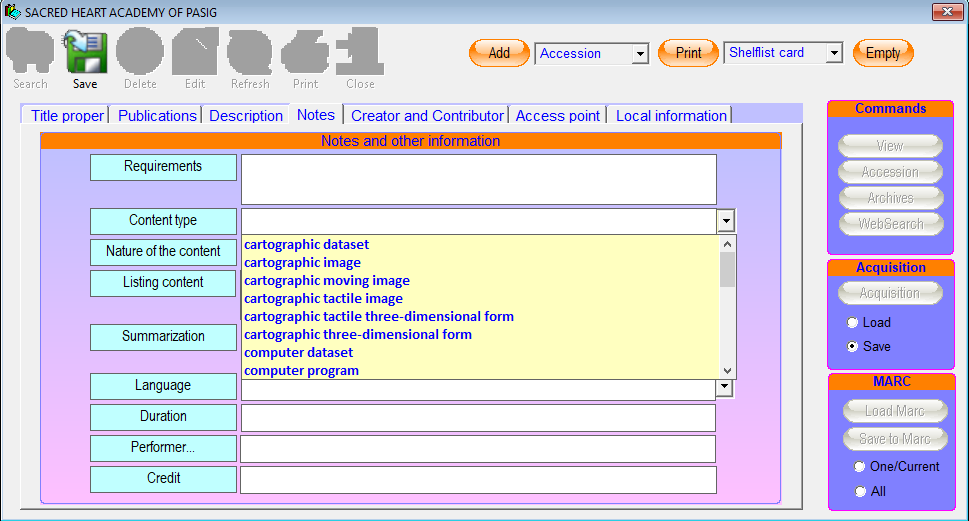 SACRED HEART ACADEMY OF PASIG
Search Save Delete Edit Refresh Print Close
Add Accession Print Shelflist card Empty
Title proper Publications Description Notes Creator and Contributor Access point Local information
Notes and other information
Requirements
Content type
Nature of the content
Listing content
Summarization
Language
Duration
Performer...
Credit
cartographic dataset
cartographic image
cartographic moving image
cartographic tactile image
cartographic tactile three-dimensional form
cartographic three-dimensional form
computer dataset
computer program
Commands
View
Accession
Archives
WebSearch
Acquisition
Acquisition
Load
Save
MARC
Load Marc
Save to Marc
One/Current
All